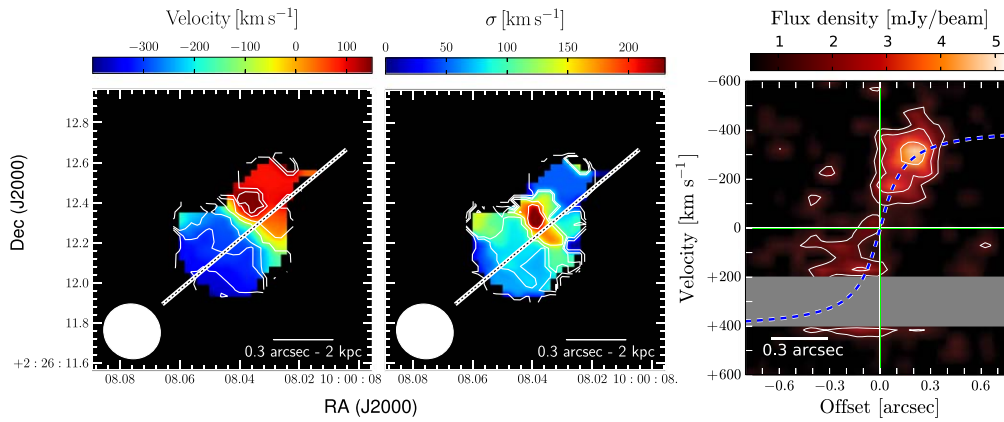 Velocity [km s⁻¹]
−300 −200 −100 0 100
σ [km s⁻¹]
0 50 100 150 200
Flux density [mJy/beam]
1 2 3 4 5
Dec (J2000)
12.8
12.6
12.4
12.2
12.0
11.8
+2 : 26 : 11.6
0.3 arcsec - 2 kpc
08.08 08.06 08.04 08.02 10 : 00 : 08
0.3 arcsec - 2 kpc
08.08 08.06 08.04 08.02 10 : 00 : 08.
RA (J2000)
Velocity [km s⁻¹]
−600
−400
−200
0
+200
+400
+600
0.3 arcsec
−0.6 −0.3 0.0 0.3 0.6
Offset [arcsec]